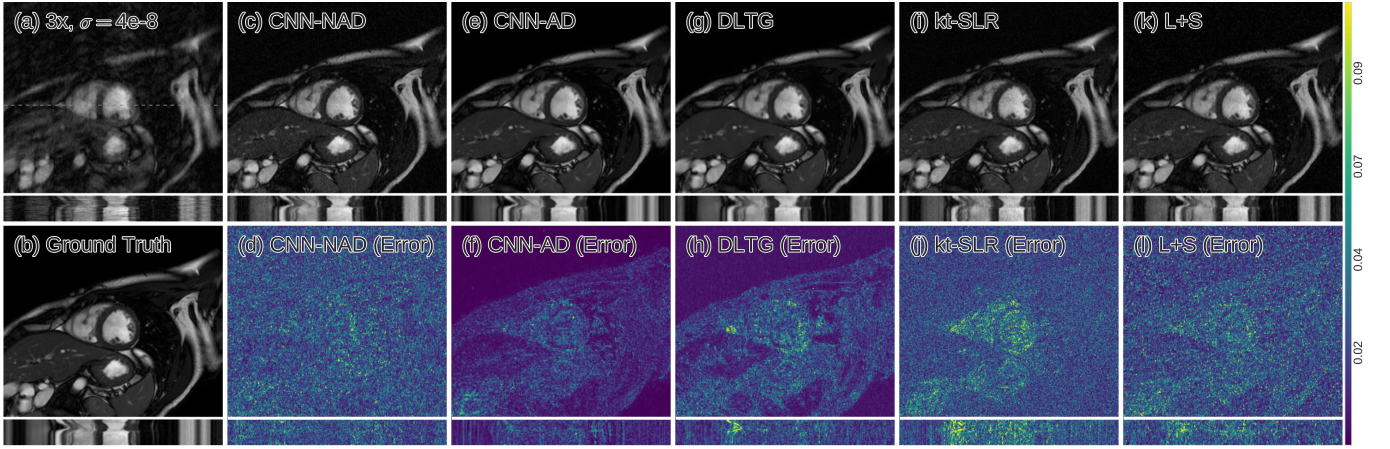 (a) 3x, σ = 4e-8
(c) CNN-NAD
(e) CNN-AD
(g) DLTG
(i) kt-SLR
(k) L+S
(b) Ground Truth
(d) CNN-NAD (Error)
(f) CNN-AD (Error)
(h) DLTG (Error)
(j) kt-SLR (Error)
(l) L+S (Error)
0.09
0.07
0.04
0.02